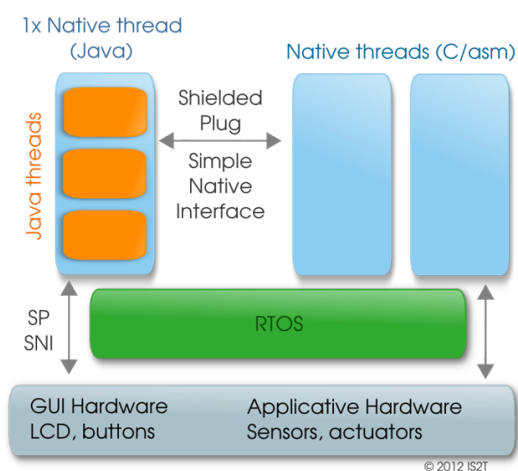 1x Native thread
(Java)
Native threads (C/asm)
Java threads
Shielded
Plug
Simple
Native
Interface
SP
SNI
RTOS
GUI Hardware
LCD, buttons
Applicative Hardware
Sensors, actuators
© 2012 IS2T